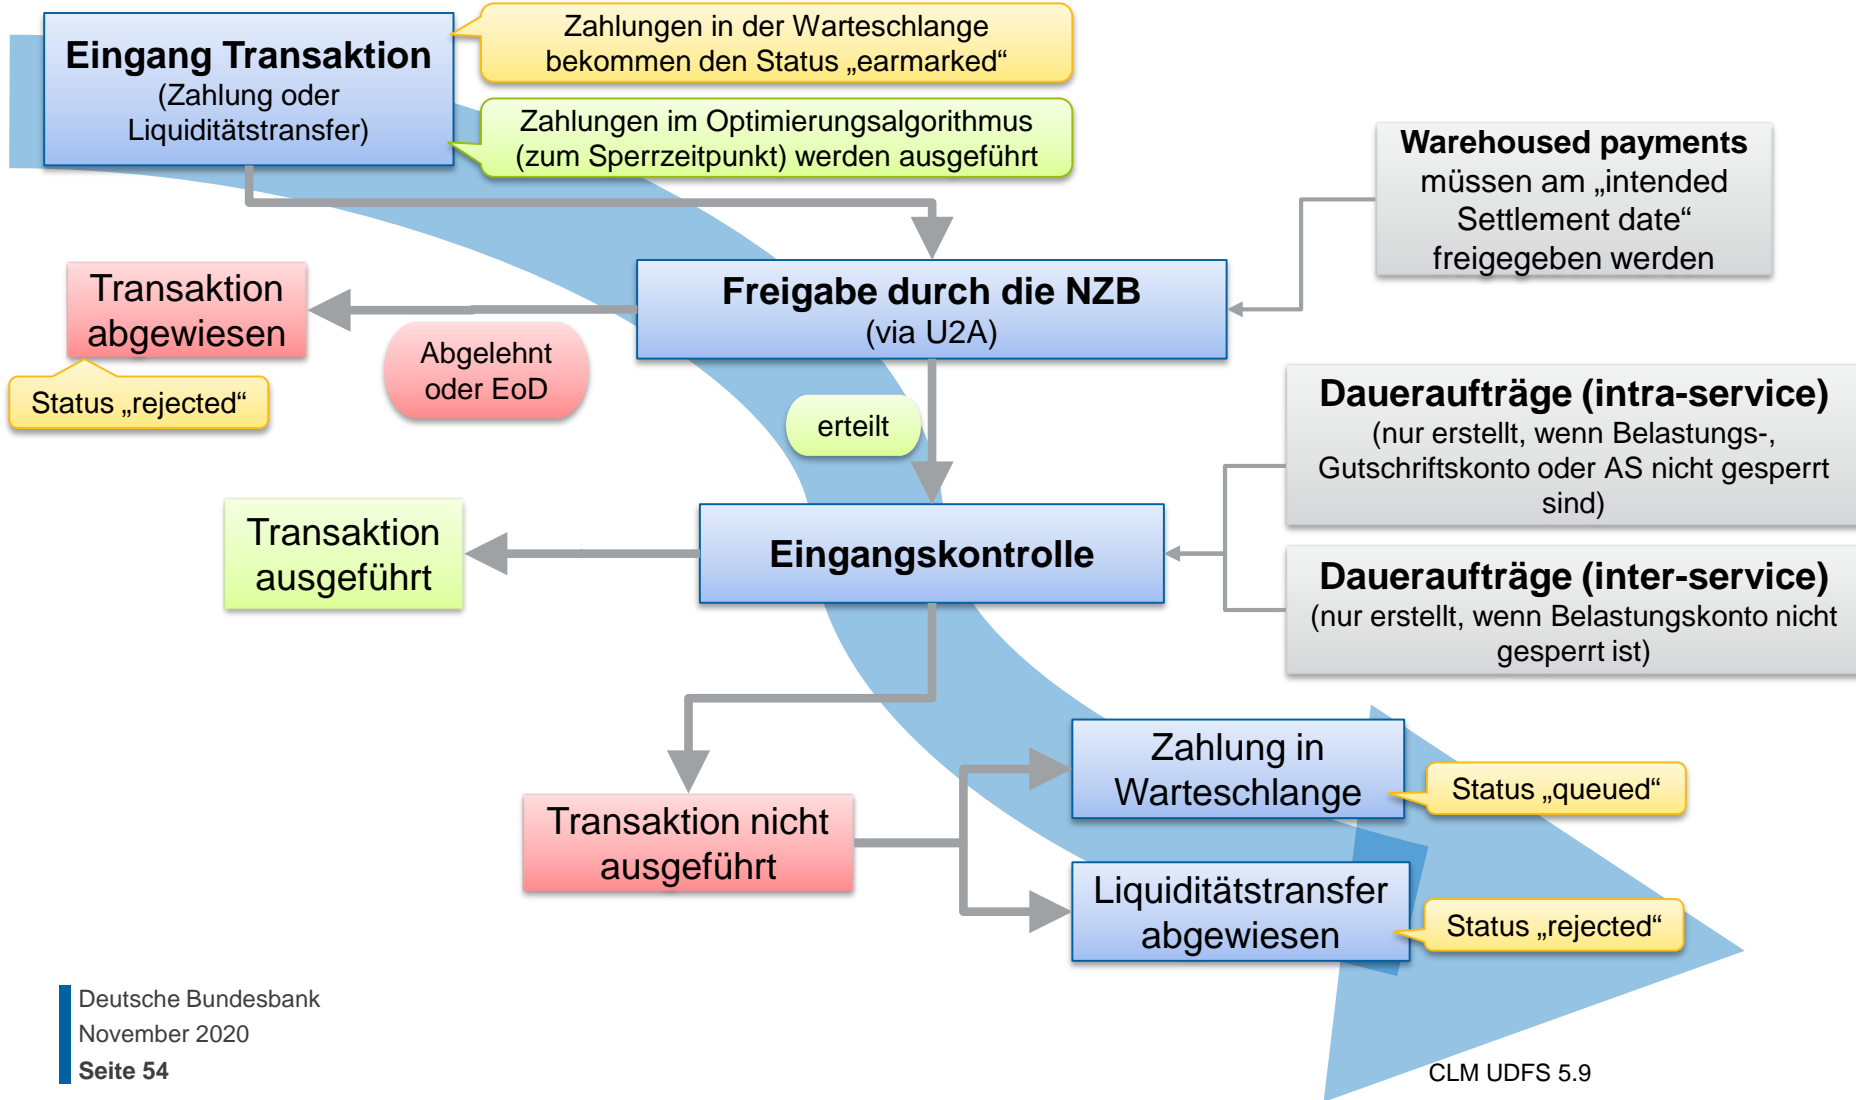 Eingang Transaktion
(Zahlung oder
Liquiditätstransfer)
Zahlungen in der Warteschlange
bekommen den Status „earmarked“
Zahlungen im Optimierungsalgorithmus
(zum Sperrzeitpunkt) werden ausgeführt
Warehoused payments
müssen am „intended
Settlement date“
freigegeben werden
Freigabe durch die NZB
(via U2A)
Transaktion
abgewiesen
Abgelehnt
oder EoD
Status „rejected“
erteilt
Daueraufträge (intra-service)
(nur erstellt, wenn Belastungs-,
Gutschriftskonto oder AS nicht gesperrt
sind)
Transaktion
ausgeführt
Eingangskontrolle
Daueraufträge (inter-service)
(nur erstellt, wenn Belastungskonto nicht
gesperrt ist)
Zahlung in
Warteschlange
Status „queued“
Transaktion nicht
ausgeführt
Liquiditätstransfer
abgewiesen
Status „rejected“
Deutsche Bundesbank
November 2020
Seite 54
CLM UDFS 5.9